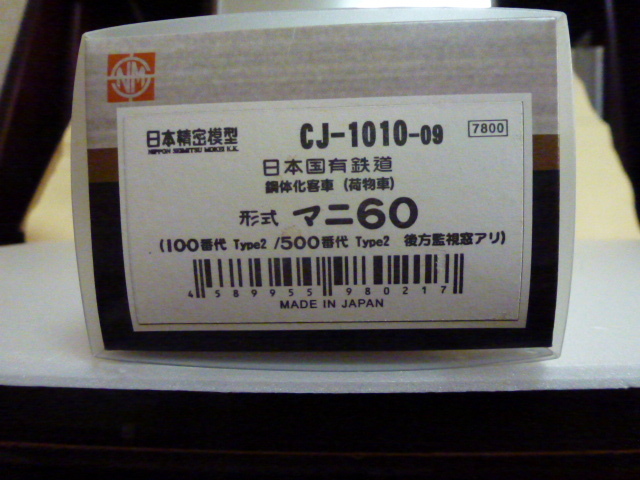 NM
日本精密模型 CJ-1010-09 7800
NIPPON SEIMITSU MOKEI K.K.
日本国有鉄道
鋼体化客車 (荷物車)
形式 マニ60
(100番代 Type2 /500番代 Type2 後方監視窓アリ)
4 589955 980217
MADE IN JAPAN